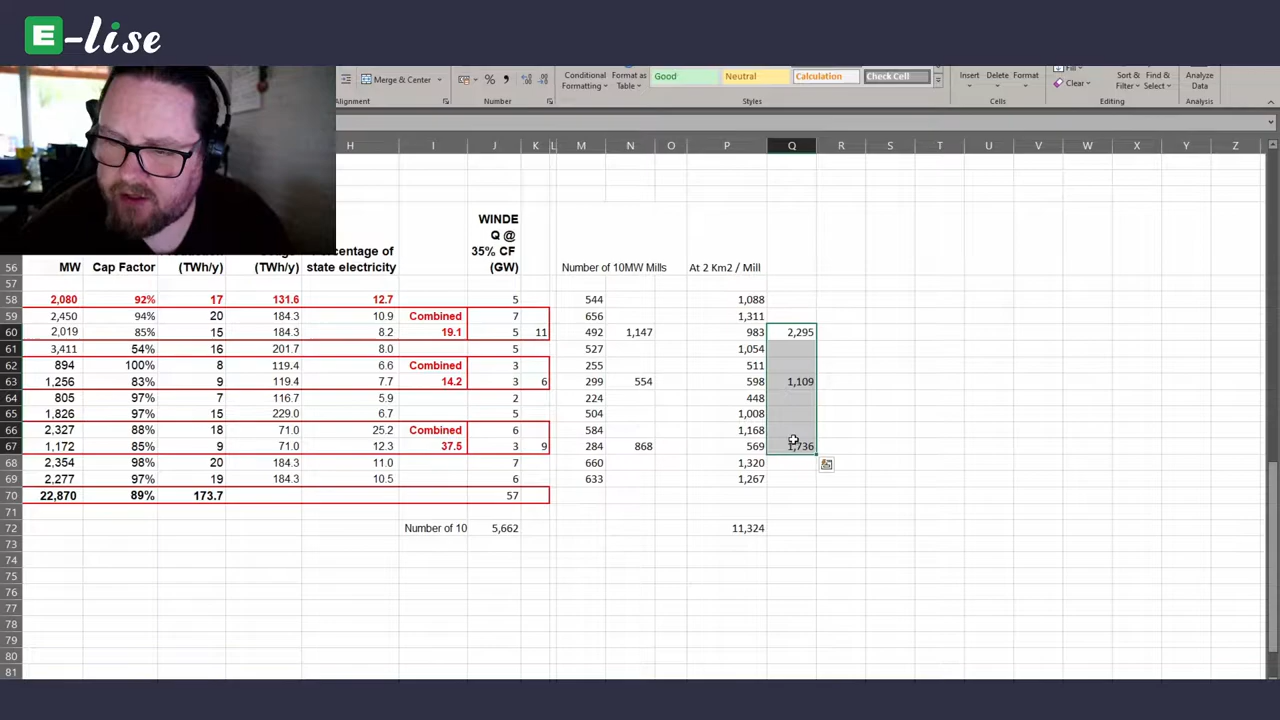 E-lise
Merge & Center
Conditional Formatting
Format as Table
Good
Neutral
Calculation
Check Cell
Insert
Delete
Format
Clear
Sort & Filter
Find & Select
Analyze Data
Alignment
Number
Styles
Cells
Editing
Analysis
H I J K L M N O P Q R S T U V W X Y Z
WINDE
Q @
35% CF
(GW)
state electricity
56 MW Cap Factor (TWh/y) (TWh/y) Number of 10MW Mills At 2 Km2 / Mill
57
58 2,080 92% 17 131.6 12.7 5 544 1,088
59 2,450 94% 20 184.3 10.9 Combined 7 656 1,311
60 2,019 85% 15 184.3 8.2 19.1 5 11 492 1,147 983 2,295
61 3,411 54% 16 201.7 8.0 5 527 1,054
62 894 100% 8 119.4 6.6 Combined 3 255 511
63 1,256 83% 9 119.4 7.7 14.2 3 6 299 554 598 1,109
64 805 97% 7 116.7 5.9 2 224 448
65 1,826 97% 15 229.0 6.7 5 504 1,008
66 2,327 88% 18 71.0 25.2 Combined 6 584 1,168
67 1,172 85% 9 71.0 12.3 37.5 3 9 284 868 569 1,736
68 2,354 98% 20 184.3 11.0 7 660 1,320
69 2,277 97% 19 184.3 10.5 6 633 1,267
70 22,870 89% 173.7 57
71
72 Number of 10 5,662 11,324
73
74
75
76
77
78
79
80
81